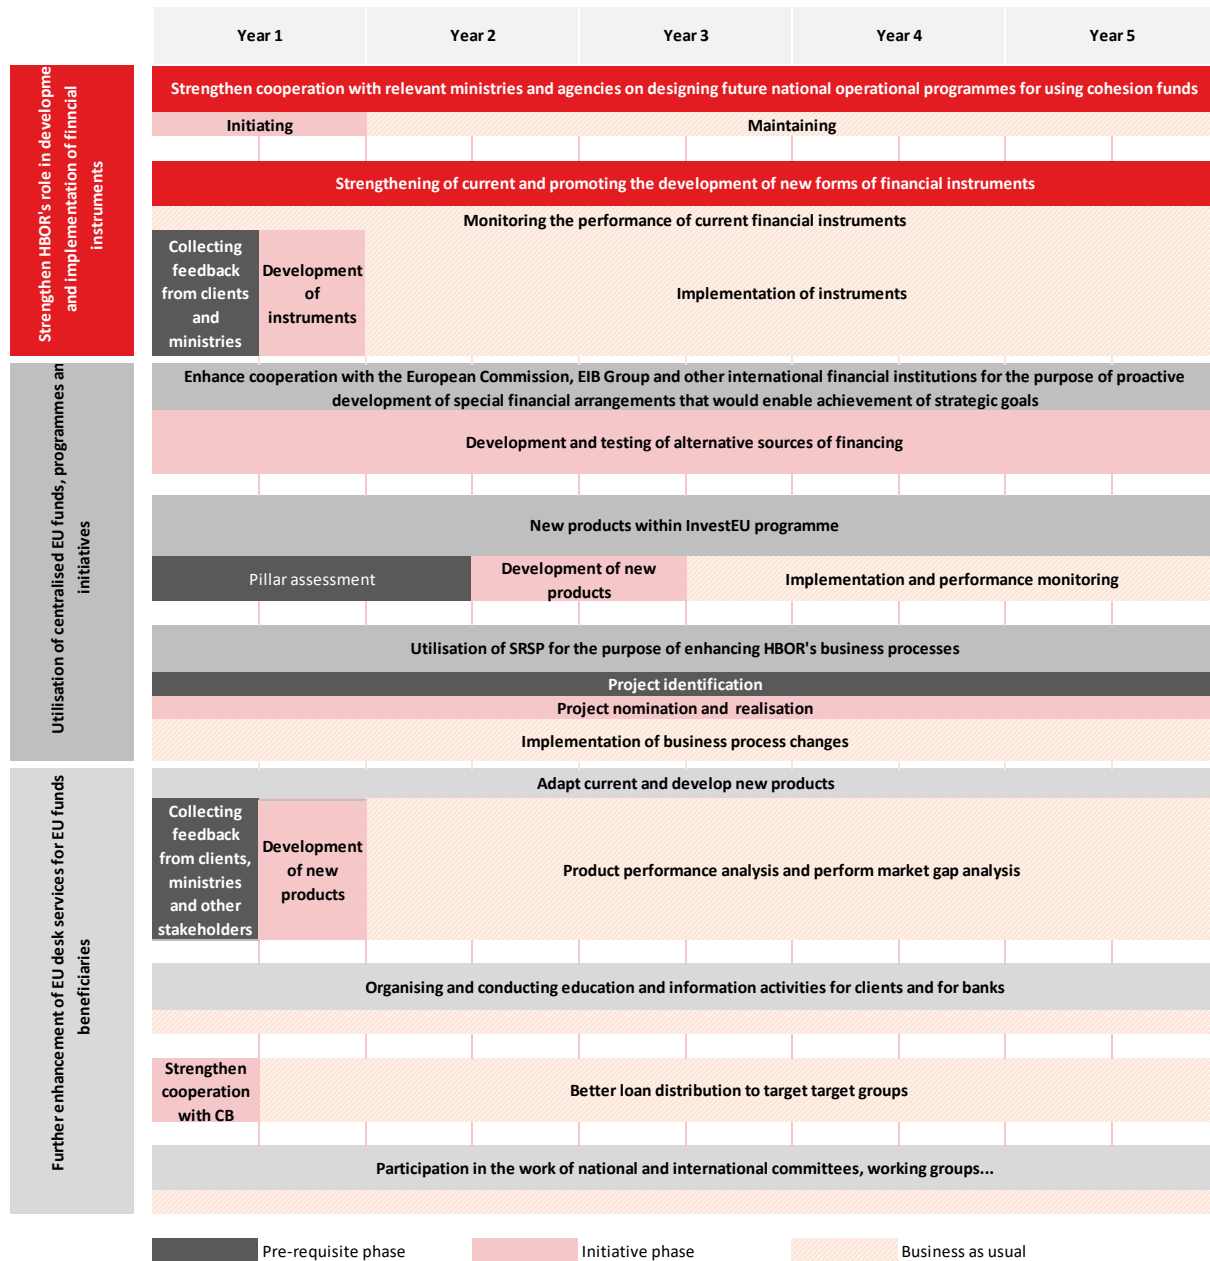 Year 1
Year 2
Year 3
Year 4
Year 5
Strengthen HBOR's role in developme
and implementation of finncial
instruments
Strengthen cooperation with relevant ministries and agencies on designing future national operational programmes for using cohesion funds
Initiating
Maintaining
Strengthening of current and promoting the development of new forms of financial instruments
Monitoring the performance of current financial instruments
Collecting
feedback
from clients
and
ministries
Development
of
instruments
Implementation of instruments
Utilisation of centralised EU funds, programmes an
initiatives
Enhance cooperation with the European Commission, EIB Group and other international financial institutions for the purpose of proactive
development of special financial arrangements that would enable achievement of strategic goals
Development and testing of alternative sources of financing
New products within InvestEU programme
Pillar assessment
Development of new
products
Implementation and performance monitoring
Utilisation of SRSP for the purpose of enhancing HBOR's business processes
Project identification
Project nomination and realisation
Implementation of business process changes
Further enhancement of EU desk services for EU funds
beneficiaries
Adapt current and develop new products
Collecting
feedback
from clients,
ministries
and other
stakeholders
Development
of new
products
Product performance analysis and perform market gap analysis
Organising and conducting education and information activities for clients and for banks
Strengthen
cooperation
with CB
Better loan distribution to target target groups
Participation in the work of national and international committees, working groups...
Pre-requisite phase
Initiative phase
Business as usual